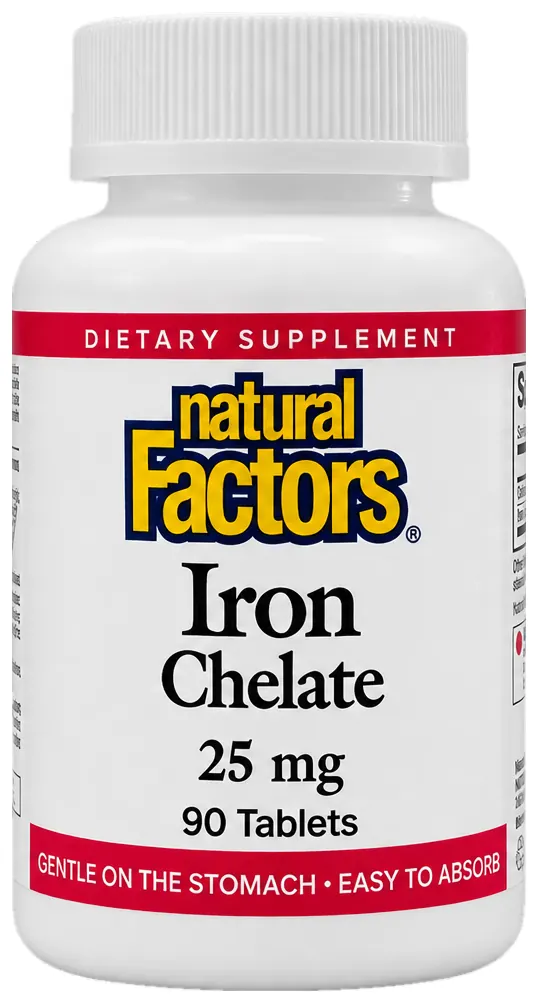 DIETARY SUPPLEMENT
natural
Factors®
Iron
Chelate
25 mg
90 Tablets
GENTLE ON THE STOMACH • EASY TO ABSORB